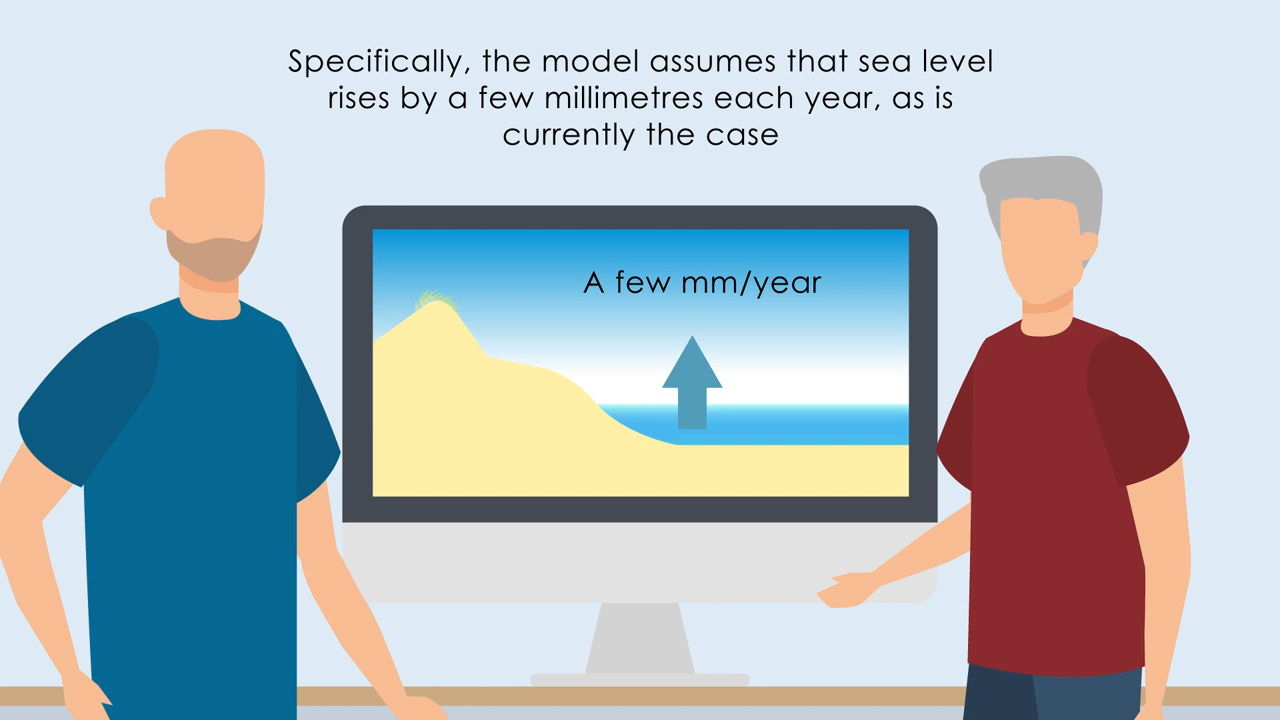 Specifically, the model assumes that sea level
rises by a few millimetres each year, as is
currently the case
A few mm/year